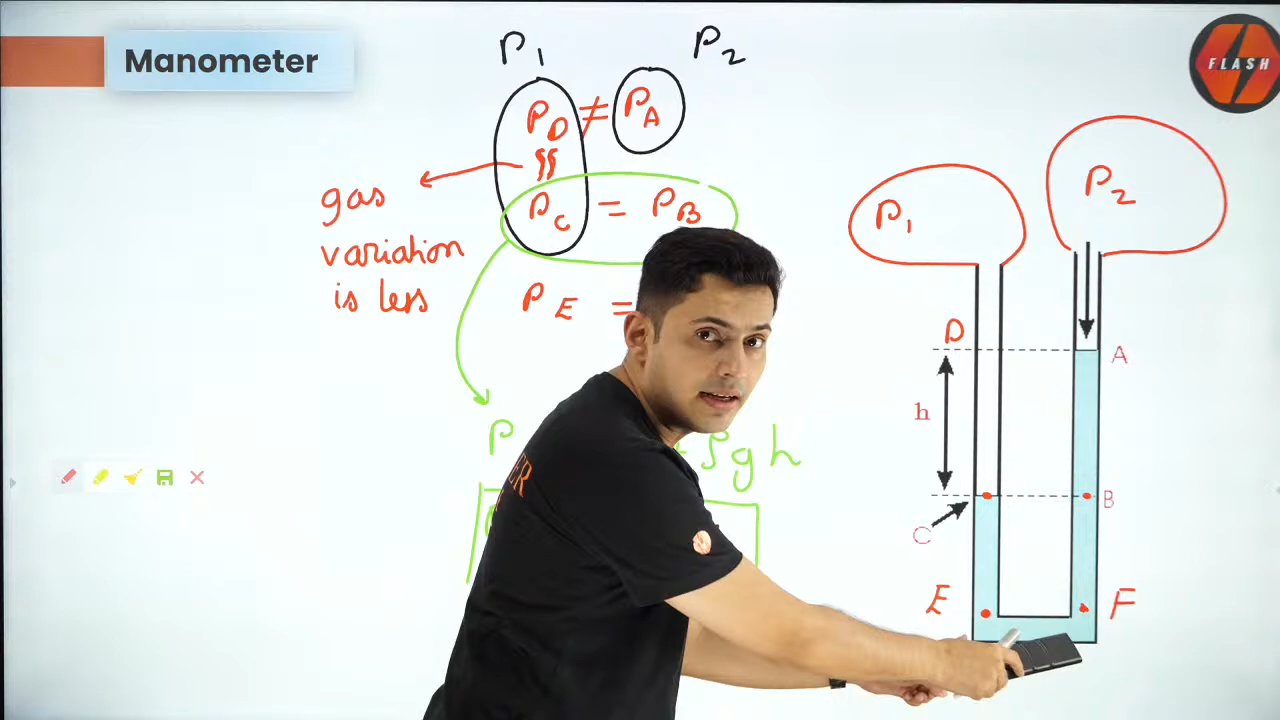 Manometer
FLASH
P1 P2
PD ≠ PA
gas
variation
is less
PC = PB
PE =
P
ρgh
P1
P2
D
A
h
B
C
E
F